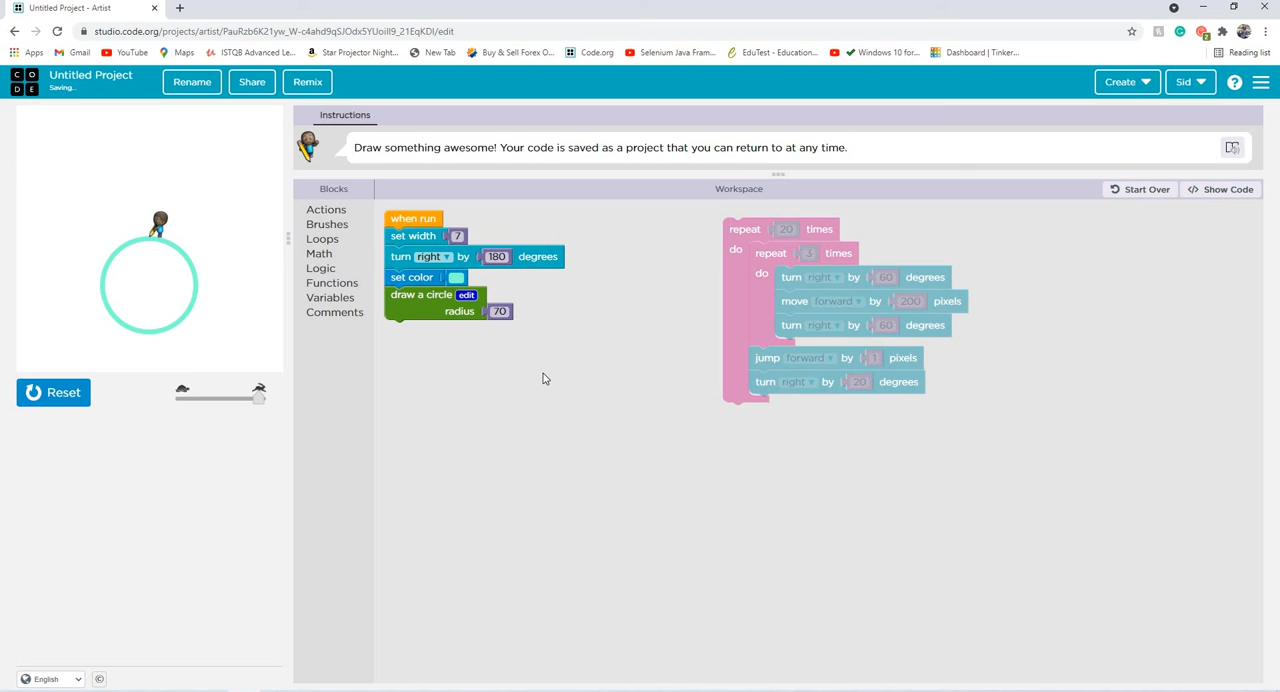 Untitled Project - Artist
studio.code.org/projects/artist/PauRzb6K21yw_W-c4ahd9qSJOdx5YUoill9_21EqKDI/edit
Apps Gmail YouTube Maps ISTQB Advanced Le... Star Projector Night... New Tab Buy & Sell Forex O... Code.org Selenium Java Fram... EduTest - Education... Windows 10 for... Dashboard | Tinker... Reading list
CO
DE
Untitled Project
Saving...
Rename
Share
Remix
Create
Sid
?
Instructions
Draw something awesome! Your code is saved as a project that you can return to at any time.
Blocks
Workspace
Start Over
</> Show Code
Actions
Brushes
Loops
Math
Logic
Functions
Variables
Comments
when run
set width 7
turn right by 180 degrees
set color
draw a circle edit
radius 70
repeat 20 times
do repeat 3 times
do turn right by 60 degrees
move forward by 200 pixels
turn right by 60 degrees
jump forward by 1 pixels
turn right by 20 degrees
Reset
English
©